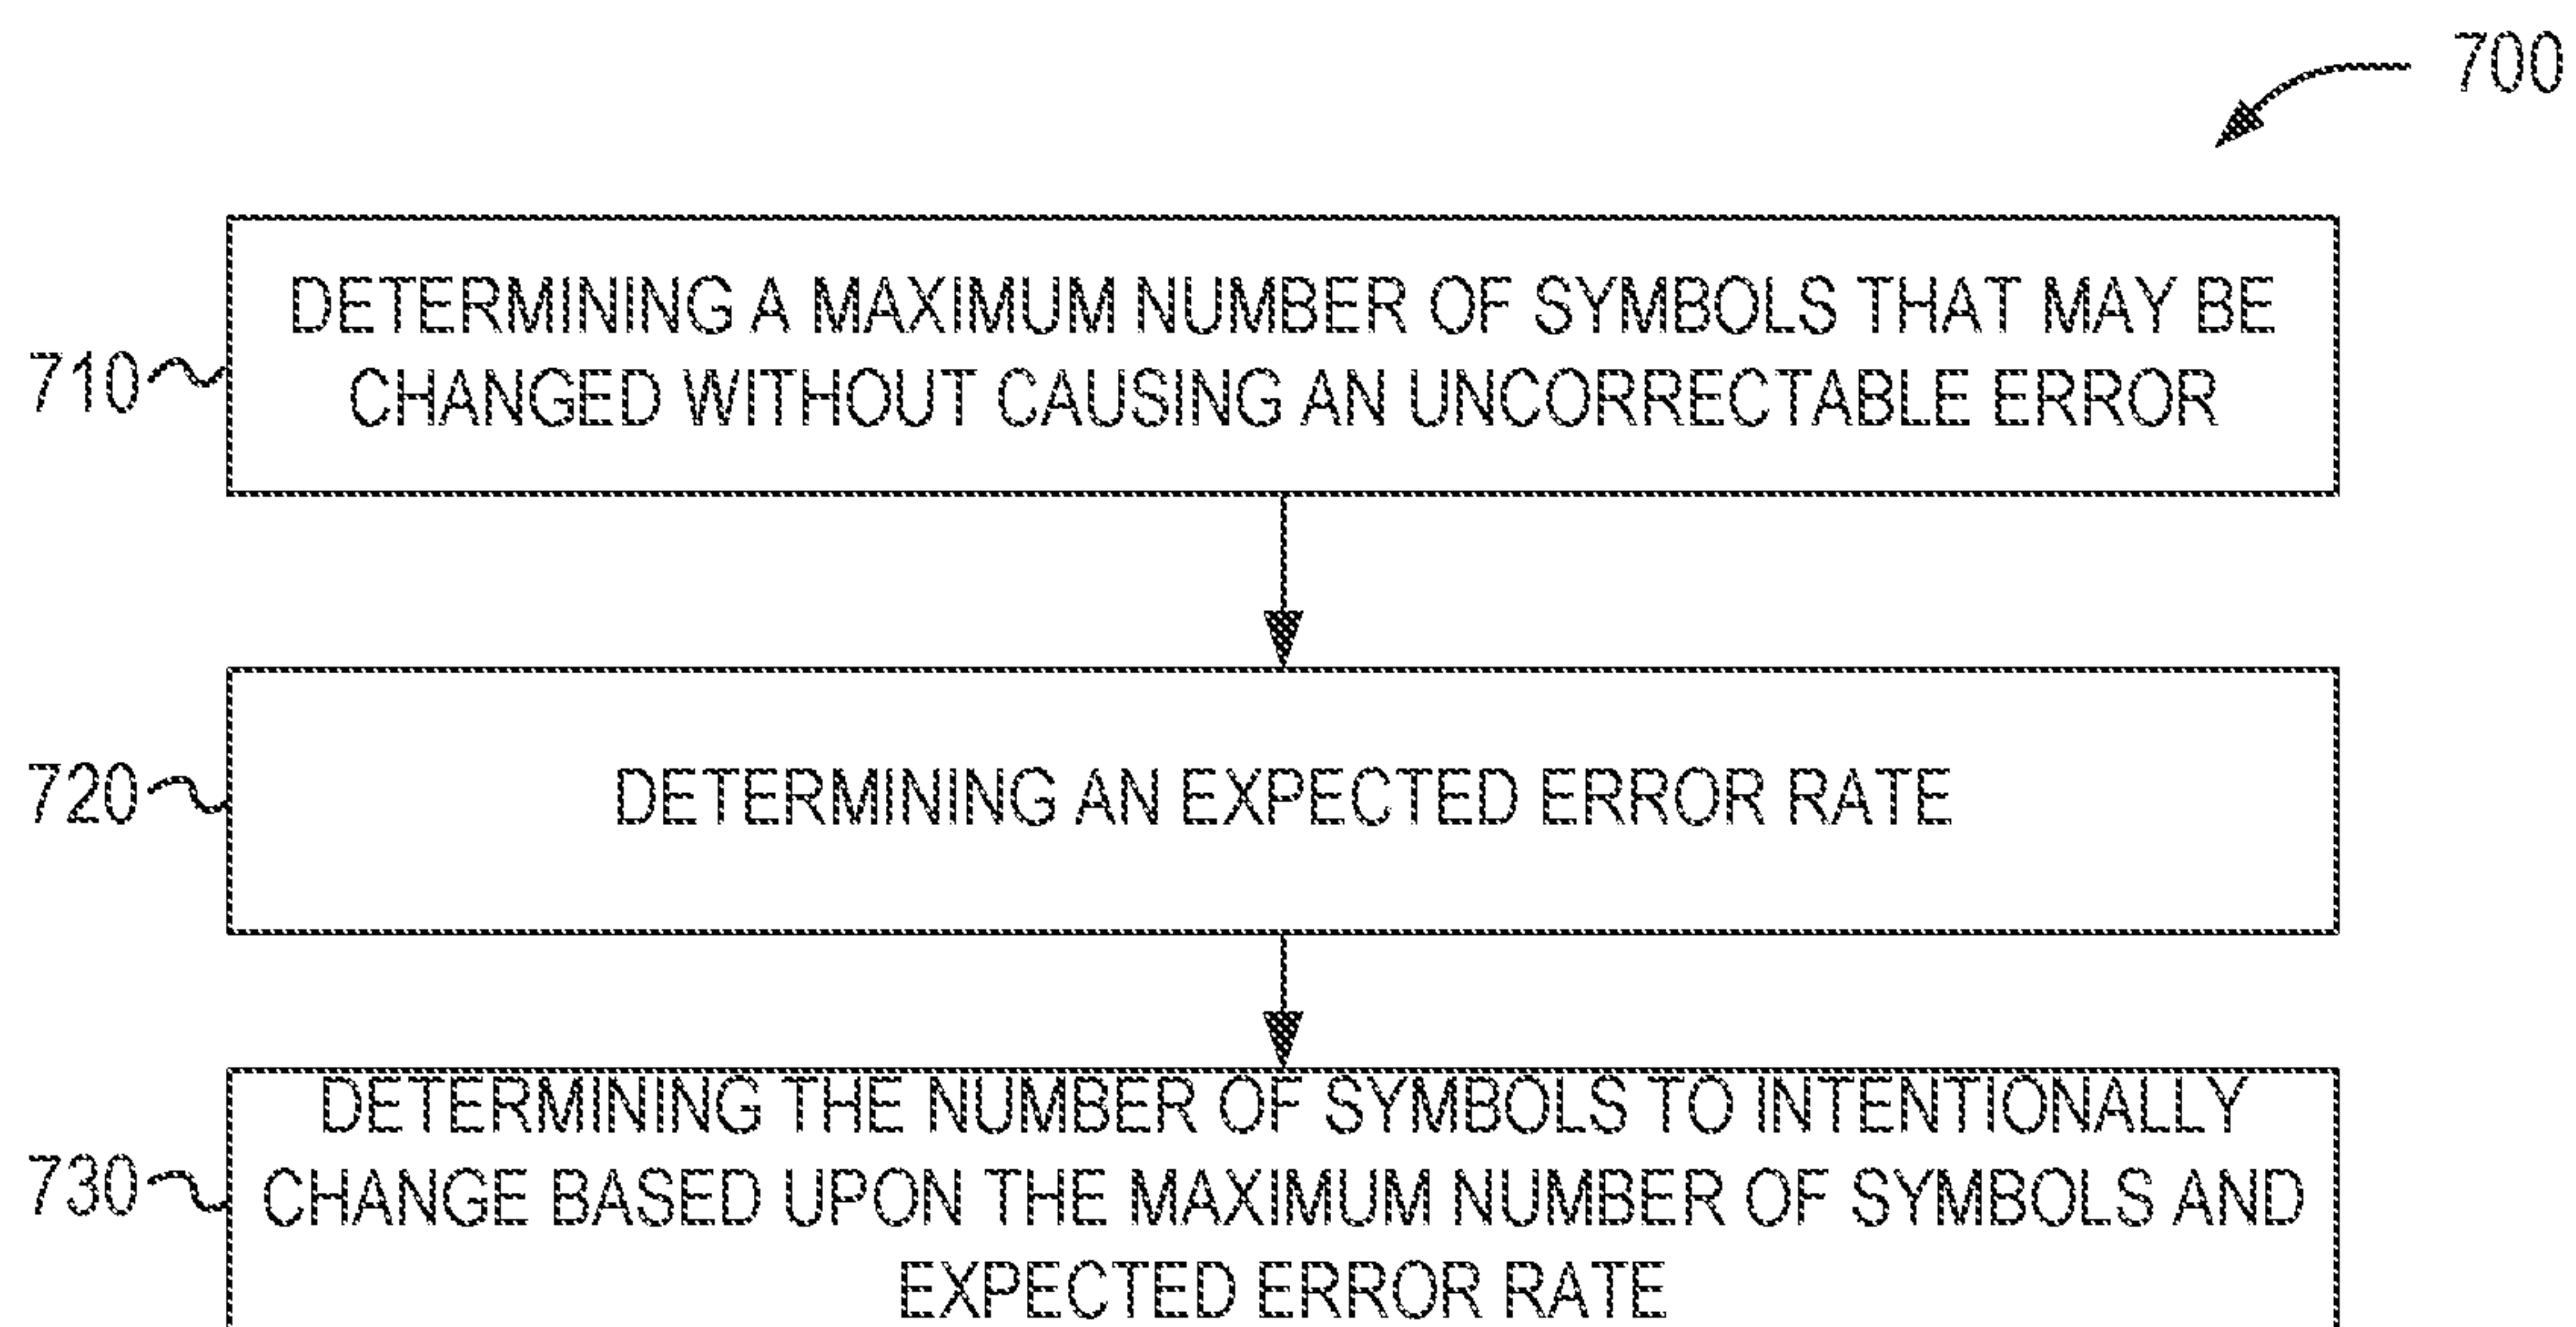 700
DETERMINING A MAXIMUM NUMBER OF SYMBOLS THAT MAY BE
CHANGED WITHOUT CAUSING AN UNCORRECTABLE ERROR
710
DETERMINING AN EXPECTED ERROR RATE
720
DETERMINING THE NUMBER OF SYMBOLS TO INTENTIONALLY
CHANGE BASED UPON THE MAXIMUM NUMBER OF SYMBOLS AND
EXPECTED ERROR RATE
730